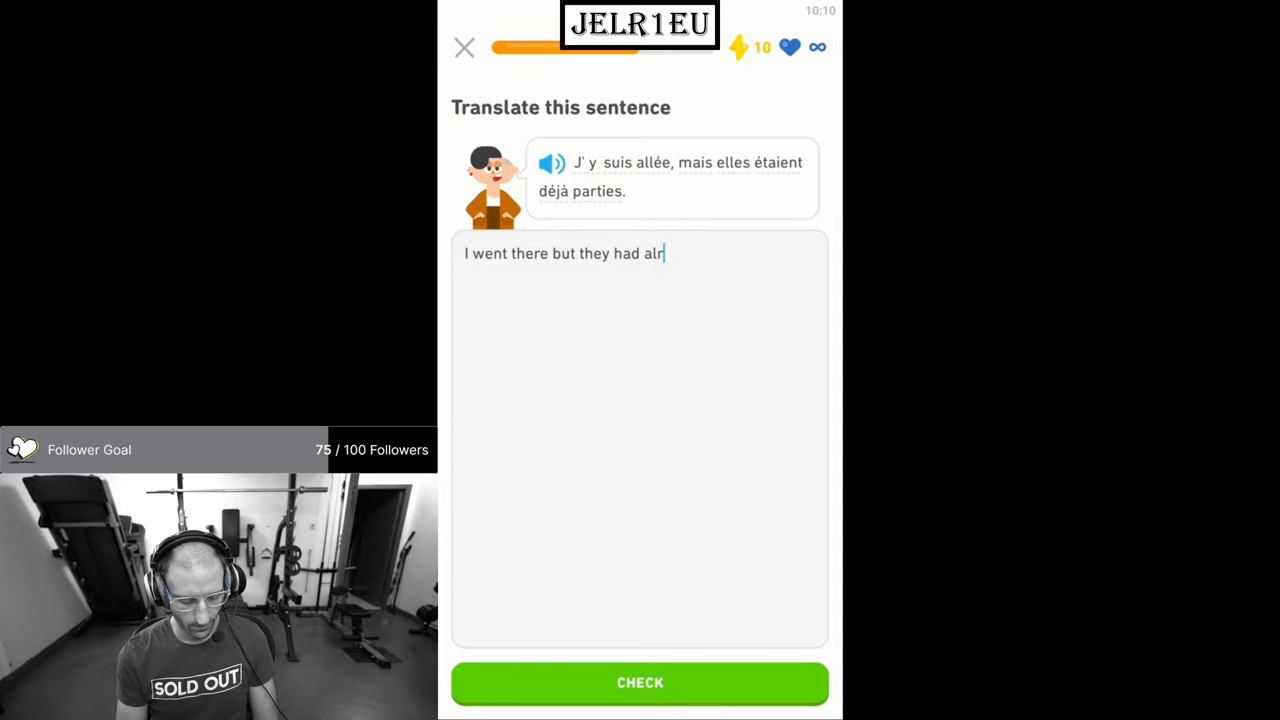 10:10
JELR1EU
10
∞
Translate this sentence
J' y suis allée, mais elles étaient
déjà parties.
I went there but they had alr
Follower Goal
75 / 100 Followers
SOLD OUT
CHECK